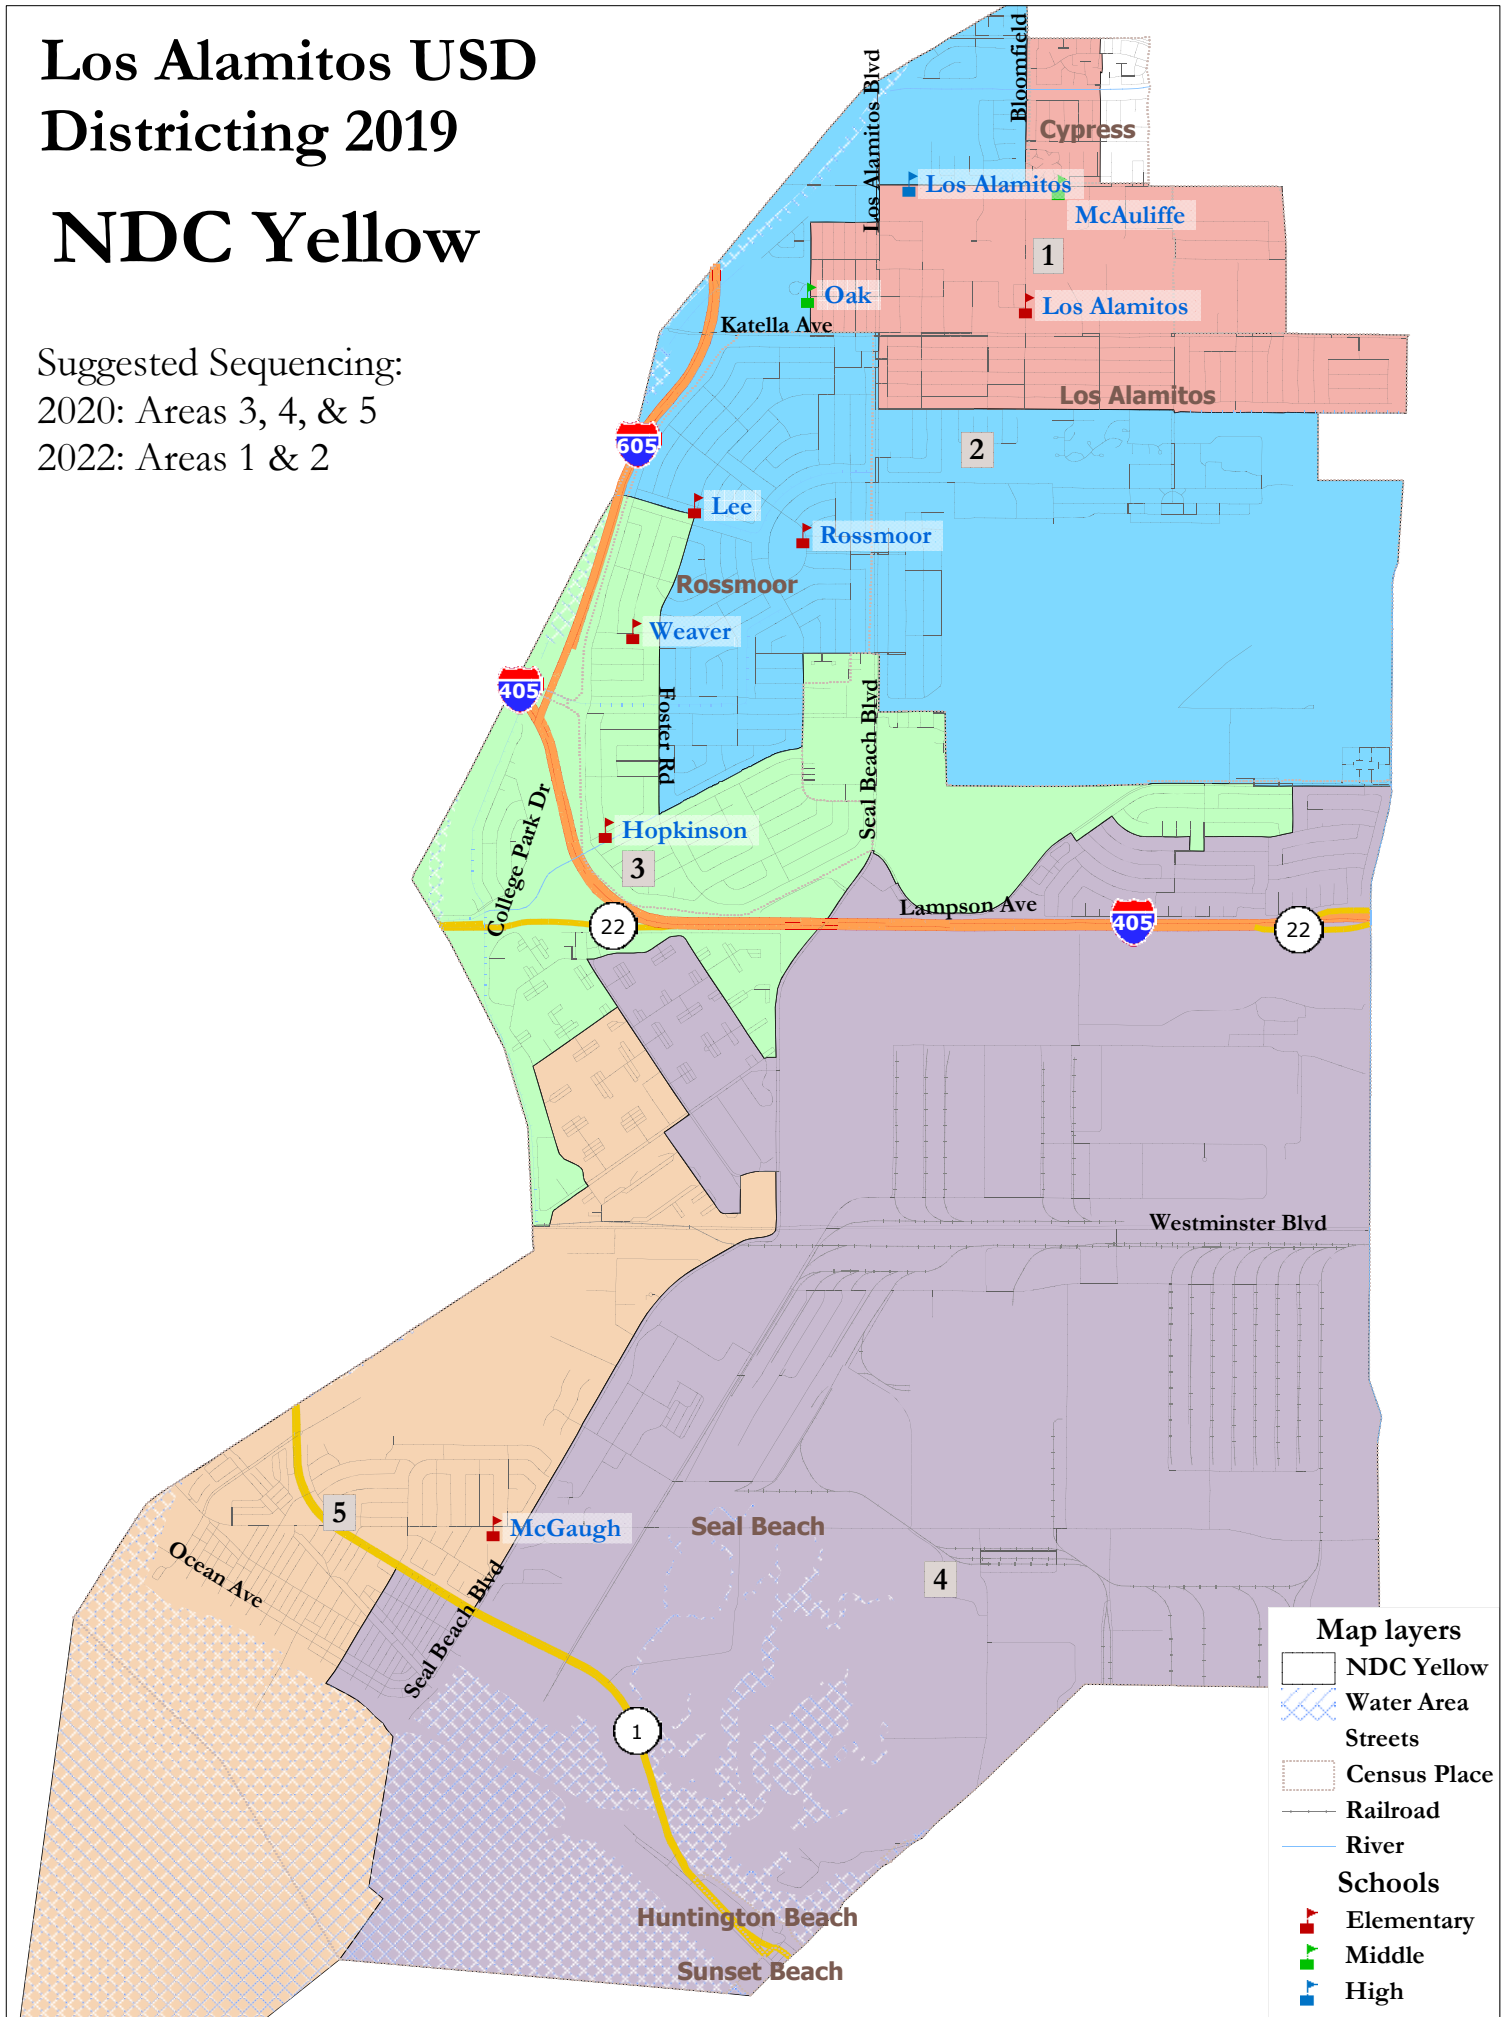 Los Alamitos USD
Districting 2019
NDC Yellow
Suggested Sequencing:
2020: Areas 3, 4, & 5
2022: Areas 1 & 2
Bloomfield
Los Alamitos Blvd
Cypress
Los Alamitos
McAuliffe
1
Oak
Los Alamitos
Katella Ave
Los Alamitos
605
2
Lee
Rossmoor
Rossmoor
Weaver
405
Foster Rd
Seal Beach Blvd
College Park Dr
Hopkinson
3
Lampson Ave
22
405
22
Westminster Blvd
5
McGaugh
Seal Beach
Ocean Ave
4
Seal Beach Blvd
1
Huntington Beach
Sunset Beach
Map layers
NDC Yellow
Water Area
Streets
Census Place
Railroad
River
Schools
Elementary
Middle
High